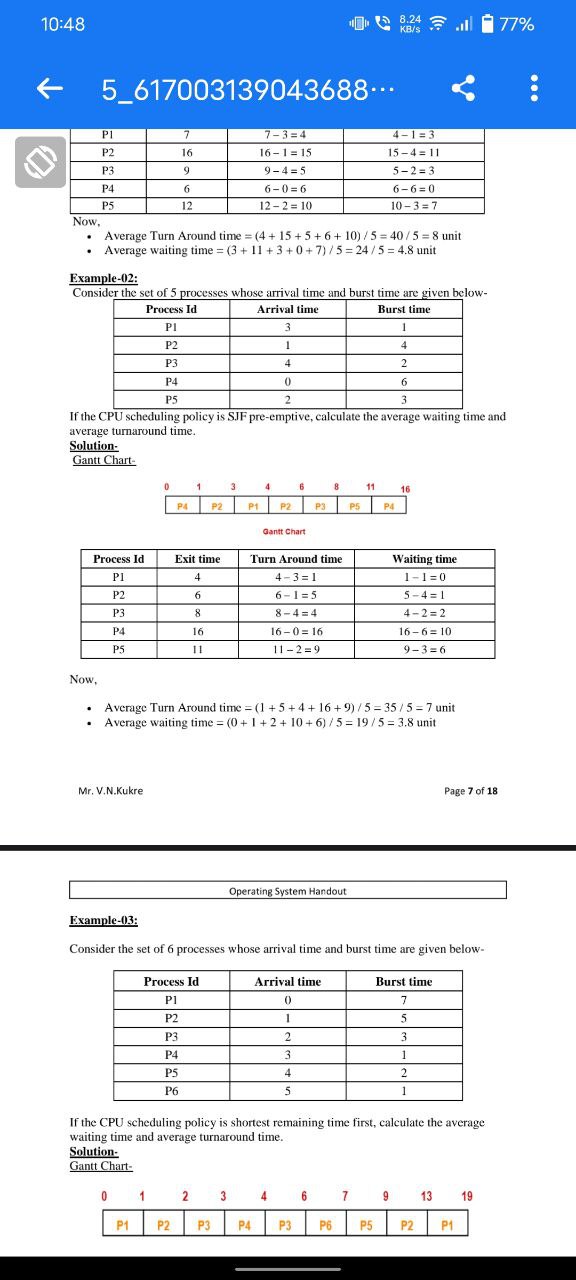 10:48 8.24 KB/s 77%
5_617003139043688...
P1 7 7 – 3 = 4 4 – 1 = 3
P2 16 16 – 1 = 15 15 – 4 = 11
P3 9 9 – 4 = 5 5 – 2 = 3
P4 6 6 – 0 = 6 6 – 6 = 0
P5 12 12 – 2 = 10 10 – 3 = 7
Now,
• Average Turn Around time = (4 + 15 + 5 + 6 + 10) / 5 = 40 / 5 = 8 unit
• Average waiting time = (3 + 11 + 3 + 0 + 7) / 5 = 24 / 5 = 4.8 unit
Example-02:
Consider the set of 5 processes whose arrival time and burst time are given below-
Process Id Arrival time Burst time
P1 3 1
P2 1 4
P3 4 2
P4 0 6
P5 2 3
If the CPU scheduling policy is SJF pre-emptive, calculate the average waiting time and
average turnaround time.
Solution-
Gantt Chart-
0 1 3 4 6 8 11 16
P4 P2 P1 P2 P3 P5 P4
Gantt Chart
Process Id Exit time Turn Around time Waiting time
P1 4 4 – 3 = 1 1 – 1 = 0
P2 6 6 – 1 = 5 5 – 4 = 1
P3 8 8 – 4 = 4 4 – 2 = 2
P4 16 16 – 0 = 16 16 – 6 = 10
P5 11 11 – 2 = 9 9 – 3 = 6
Now,
• Average Turn Around time = (1 + 5 + 4 + 16 + 9) / 5 = 35 / 5 = 7 unit
• Average waiting time = (0 + 1 + 2 + 10 + 6) / 5 = 19 / 5 = 3.8 unit
Mr. V.N.Kukre Page 7 of 18
Operating System Handout
Example-03:
Consider the set of 6 processes whose arrival time and burst time are given below-
Process Id Arrival time Burst time
P1 0 7
P2 1 5
P3 2 3
P4 3 1
P5 4 2
P6 5 1
If the CPU scheduling policy is shortest remaining time first, calculate the average
waiting time and average turnaround time.
Solution-
Gantt Chart-
0 1 2 3 4 6 7 9 13 19
P1 P2 P3 P4 P3 P6 P5 P2 P1